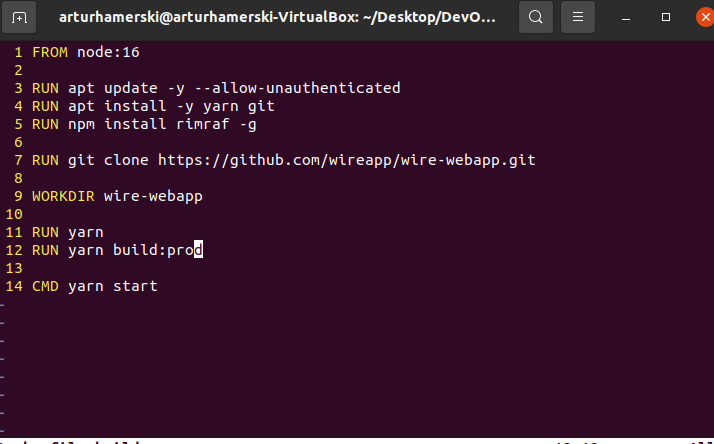 arturhamerski@arturhamerski-VirtualBox: ~/Desktop/DevO...
1 FROM node:16
2
3 RUN apt update -y --allow-unauthenticated
4 RUN apt install -y yarn git
5 RUN npm install rimraf -g
6
7 RUN git clone https://github.com/wireapp/wire-webapp.git
8
9 WORKDIR wire-webapp
10
11 RUN yarn
12 RUN yarn build:prod
13
14 CMD yarn start
~
~
~
~
~
~
~
~